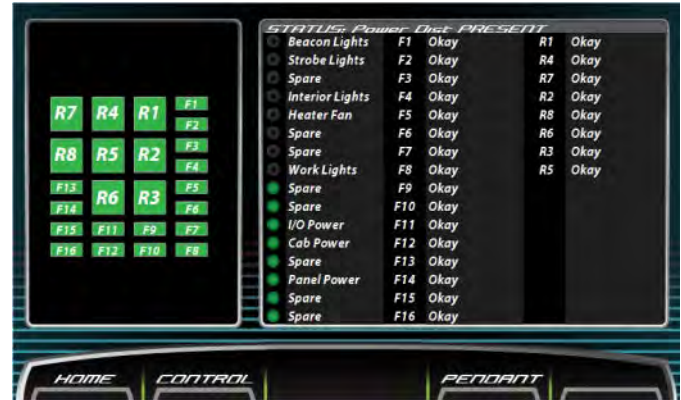 STATUS: Power Dist PRESENT
Beacon Lights F1 Okay R1 Okay
Strobe Lights F2 Okay R4 Okay
Spare F3 Okay R7 Okay
Interior Lights F4 Okay R2 Okay
Heater Fan F5 Okay R8 Okay
Spare F6 Okay R6 Okay
Spare F7 Okay R3 Okay
Work Lights F8 Okay R5 Okay
Spare F9 Okay
Spare F10 Okay
I/O Power F11 Okay
Cab Power F12 Okay
Spare F13 Okay
Panel Power F14 Okay
Spare F15 Okay
Spare F16 Okay
R7 R4 R1 F1
F2
R8 R5 R2 F3
F4
F13 R6 R3 F5
F14 F6
F15 F11 F9 F7
F16 F12 F10 F8
HOME CONTROL PENDANT